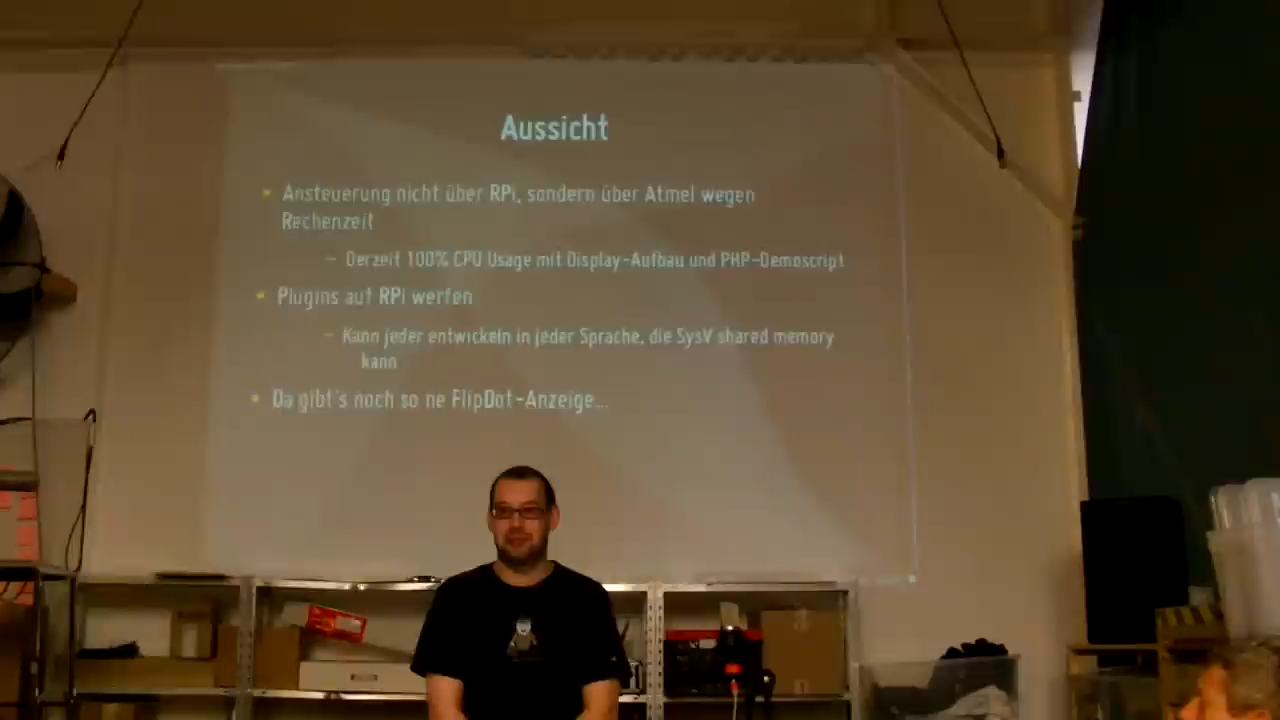 Aussicht
Ansteuerung nicht über RPi, sondern über Atmel wegen
Rechenzeit
– Derzeit 100% CPU Usage mit Display-Aufbau und PHP-Demoscript
Plugins auf RPi werfen
– Kann jeder entwickeln in jeder Sprache, die SysV shared memory
kann
Da gibt's noch so ne FlipDot-Anzeige...